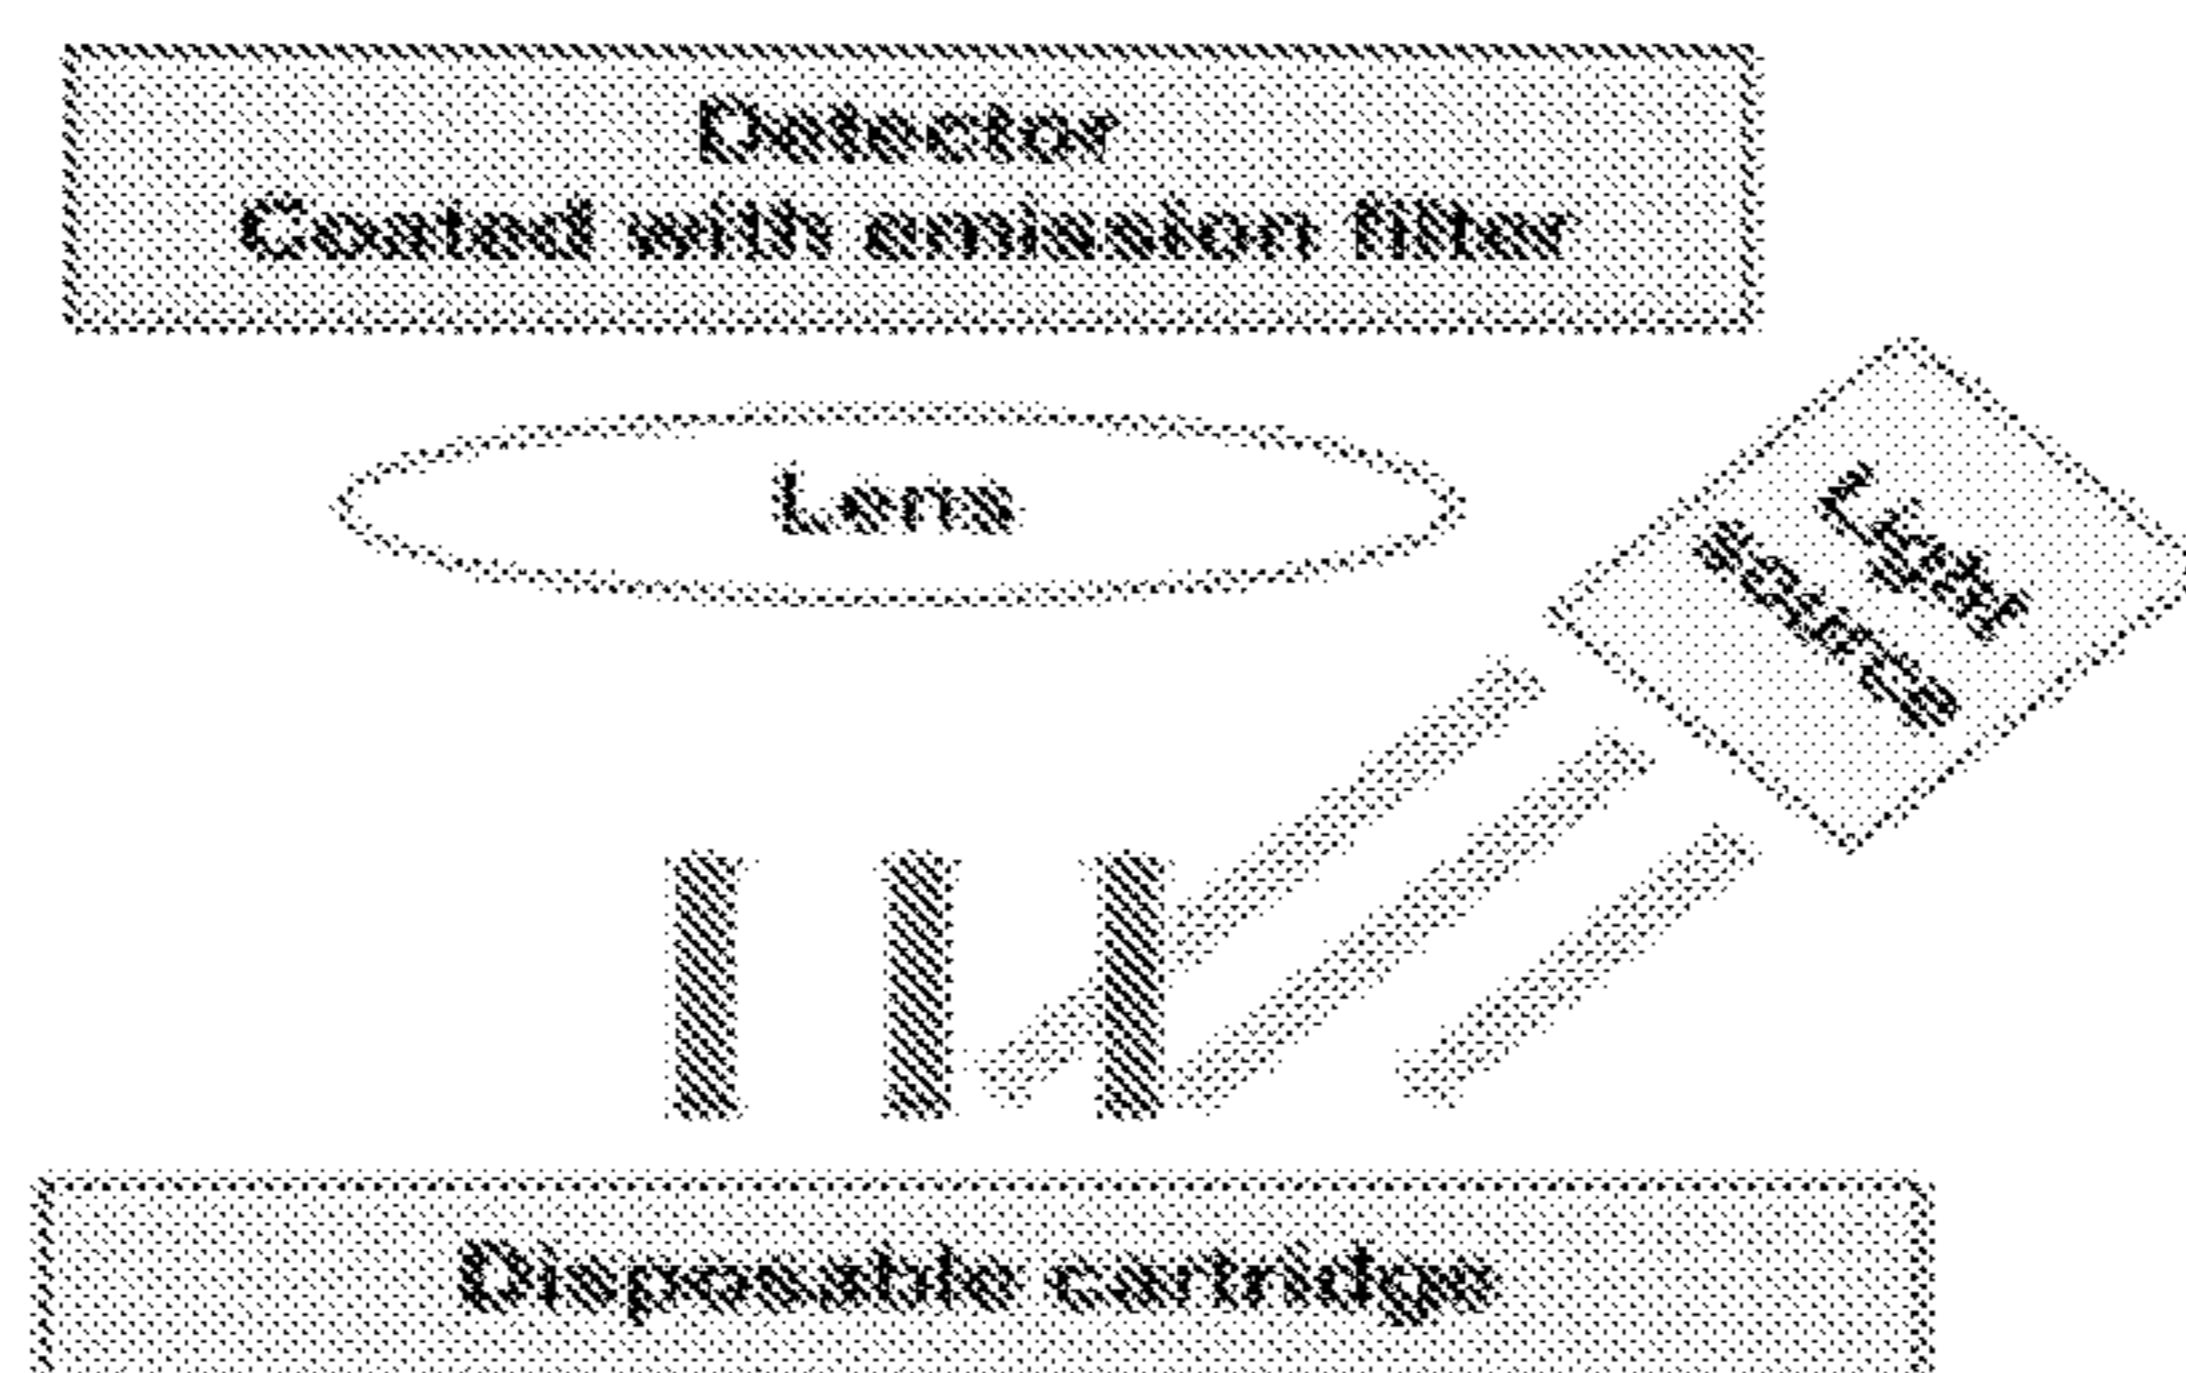 Detector
Coated with emission filter
Lens
Light
source
Disposable cartridge